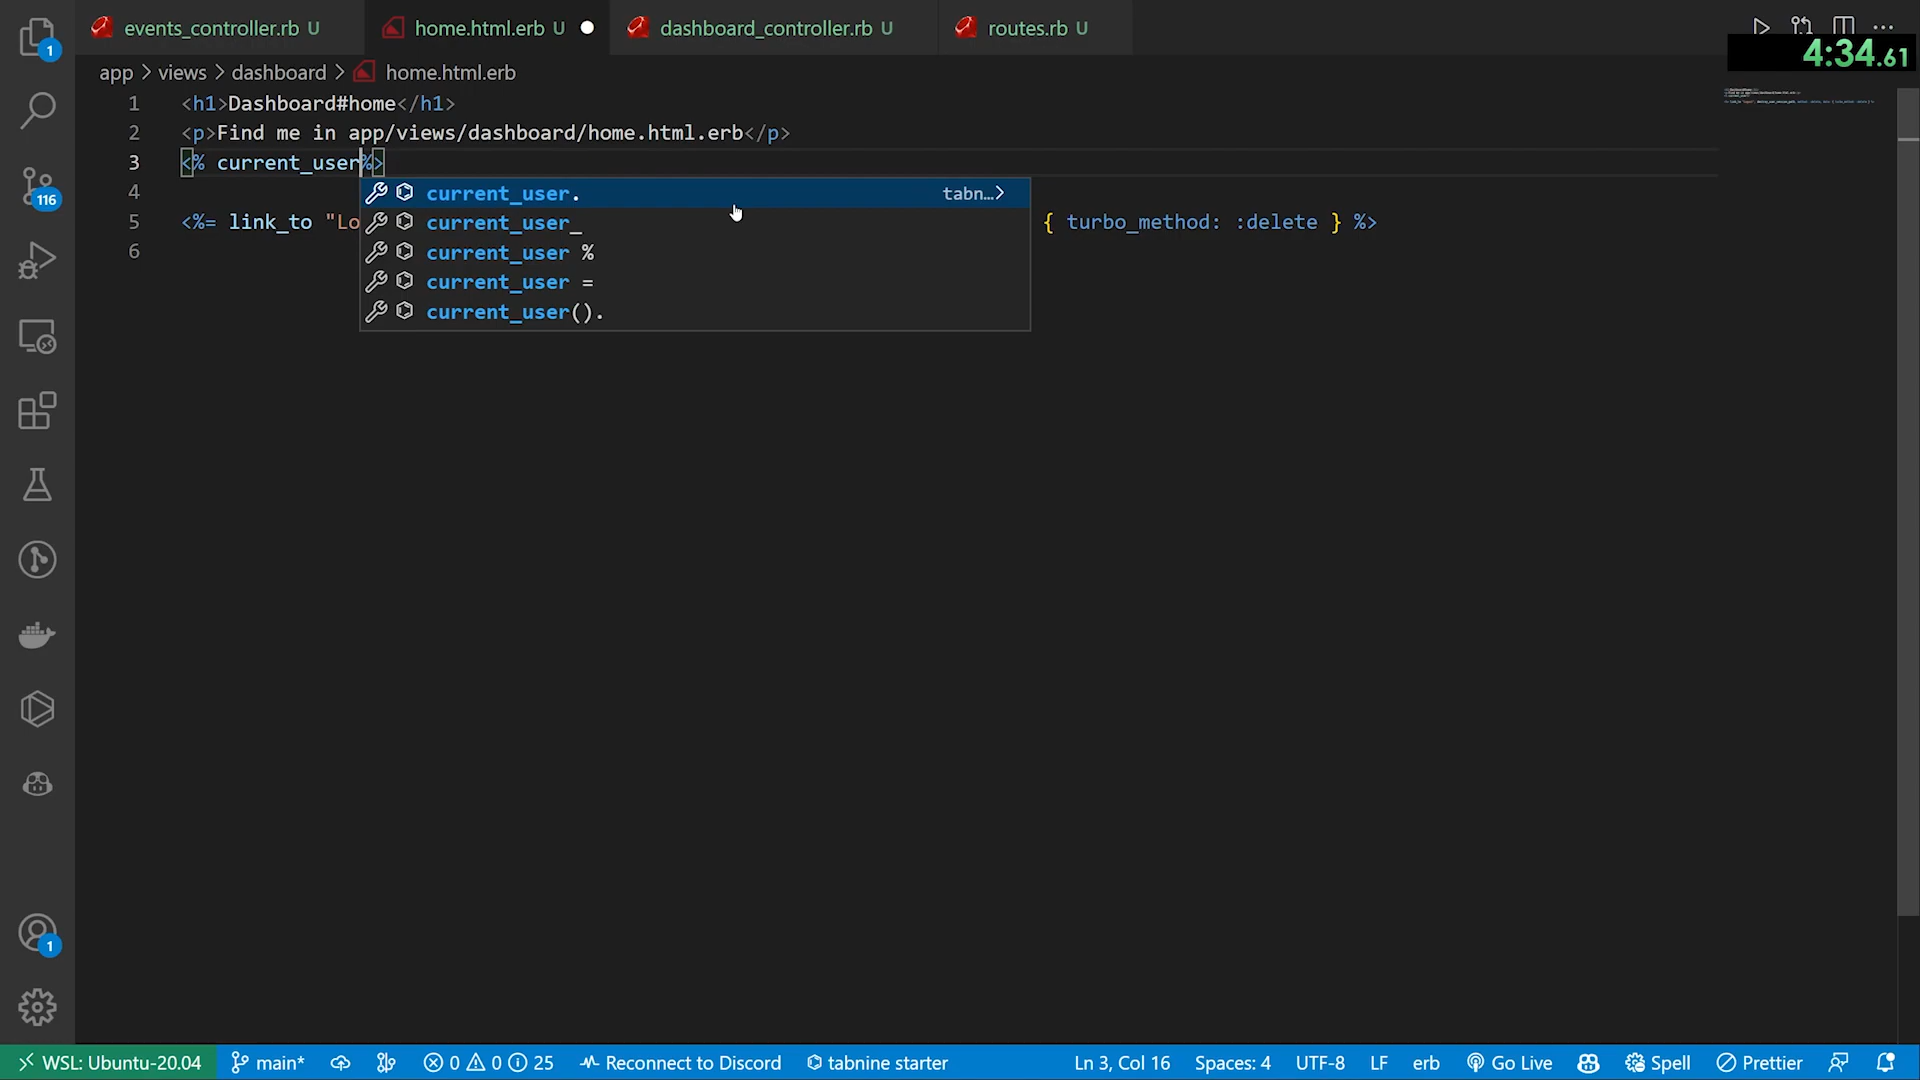 events_controller.rb U
home.html.erb U
dashboard_controller.rb U
routes.rb U
4:34.61
1
app > views > dashboard > home.html.erb
1 <h1>Dashboard#home</h1>
2 <p>Find me in app/views/dashboard/home.html.erb</p>
3 <% current_user%>
4 current_user. tabn...>
5 <%= link_to "Lo current_user_ { turbo_method: :delete } %>
6 current_user %
current_user =
current_user().
116
1
WSL: Ubuntu-20.04 main* 0 0 25 Reconnect to Discord tabnine starter Ln 3, Col 16 Spaces: 4 UTF-8 LF erb Go Live Spell Prettier